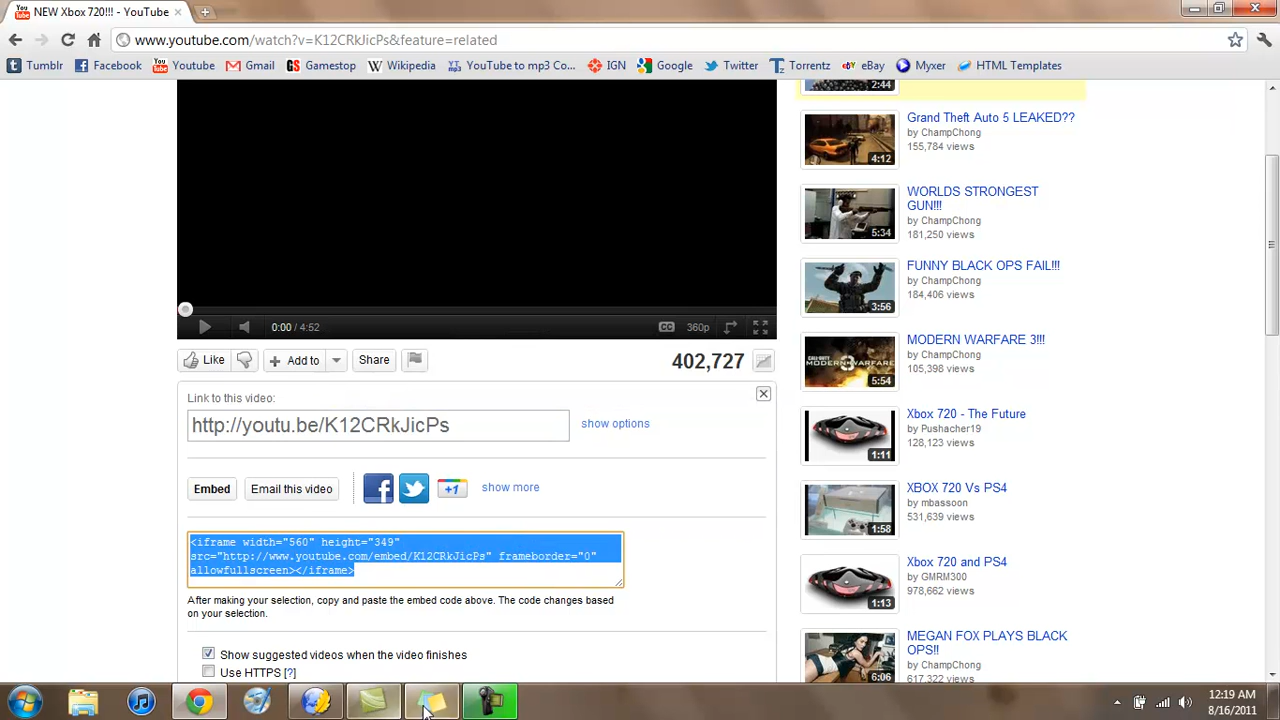 NEW Xbox 720!!! - YouTube
www.youtube.com/watch?v=K12CRkJicPs&feature=related
Tumblr Facebook Youtube Gmail Gamestop Wikipedia YouTube to mp3 Co... IGN Google Twitter Torrentz eBay Myxer HTML Templates
2:44
Grand Theft Auto 5 LEAKED??
by ChampChong
155,784 views
4:12
WORLDS STRONGEST
GUN!!!
by ChampChong
181,250 views
5:34
FUNNY BLACK OPS FAIL!!!
by ChampChong
184,406 views
3:56
0:00 / 4:52
CC
360p
MODERN WARFARE 3!!!
by ChampChong
105,398 views
MODERN WARFARE
5:54
Like Add to Share 402,727
Link to this video:
http://youtu.be/K12CRkJicPs show options
Embed Email this video +1 show more
<iframe width="560" height="349"
src="http://www.youtube.com/embed/K12CRkJicPs" frameborder="0"
allowfullscreen></iframe>
After making your selection, copy and paste the embed code above. The code changes based
on your selection.
Show suggested videos when the video finishes
Use HTTPS [?]
Xbox 720 - The Future
by Pushacher19
128,123 views
1:11
XBOX 720 Vs PS4
by mbassoon
531,639 views
1:58
Xbox 720 and PS4
by GMRM300
978,662 views
1:13
MEGAN FOX PLAYS BLACK
OPS!!
by ChampChong
617,322 views
6:06
12:19 AM
8/16/2011